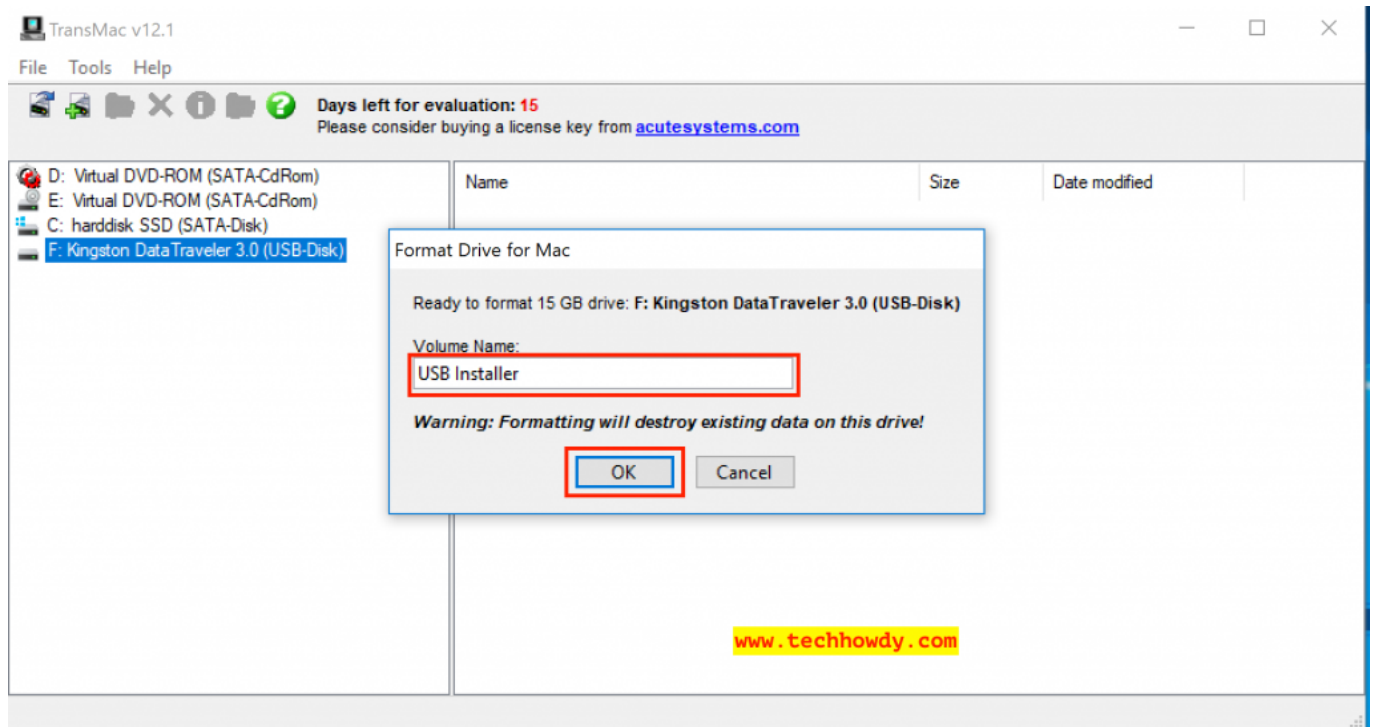 TransMac v12.1
File Tools Help
Days left for evaluation: 15
Please consider buying a license key from acutesystems.com
D: Virtual DVD-ROM (SATA-CdRom)
E: Virtual DVD-ROM (SATA-CdRom)
C: harddisk SSD (SATA-Disk)
F: Kingston DataTraveler 3.0 (USB-Disk)
Name Size Date modified
Format Drive for Mac
Ready to format 15 GB drive: F: Kingston DataTraveler 3.0 (USB-Disk)
Volume Name:
USB Installer
Warning: Formatting will destroy existing data on this drive!
OK Cancel
www.techhowdy.com